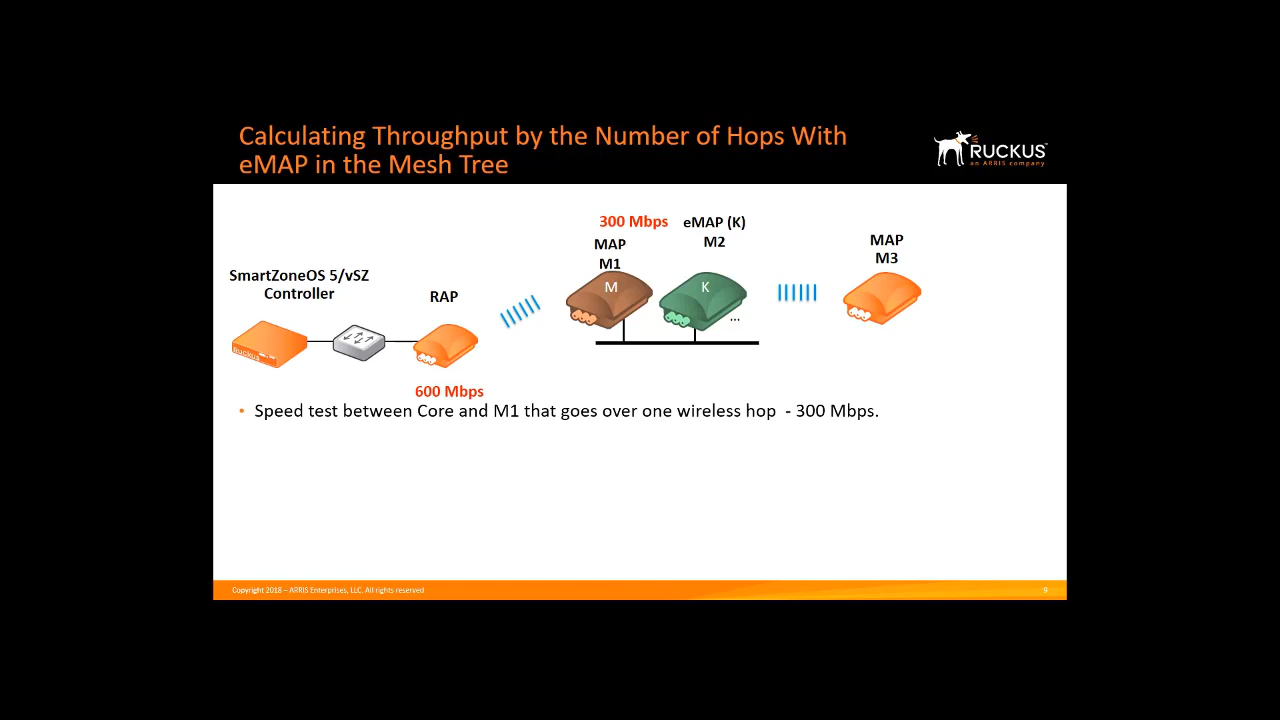 Calculating Throughput by the Number of Hops With
eMAP in the Mesh Tree
RUCKUS
an ARRIS company
300 Mbps
eMAP (K)
M2
MAP
M1
MAP
M3
SmartZoneOS 5/vSZ
Controller
RAP
M
K
...
Ruckus
600 Mbps
• Speed test between Core and M1 that goes over one wireless hop - 300 Mbps.
Copyright 2018 – ARRIS Enterprises, LLC. All rights reserved
9